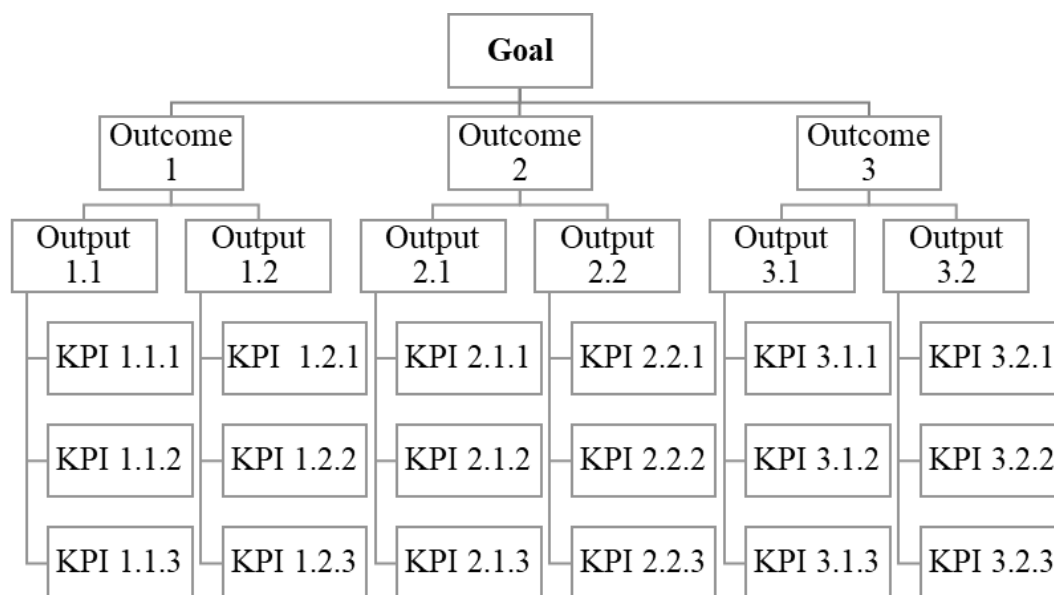 Goal
Outcome
1
Outcome
2
Outcome
3
Output
1.1
Output
1.2
Output
2.1
Output
2.2
Output
3.1
Output
3.2
KPI 1.1.1
KPI 1.2.1
KPI 2.1.1
KPI 2.2.1
KPI 3.1.1
KPI 3.2.1
KPI 1.1.2
KPI 1.2.2
KPI 2.1.2
KPI 2.2.2
KPI 3.1.2
KPI 3.2.2
KPI 1.1.3
KPI 1.2.3
KPI 2.1.3
KPI 2.2.3
KPI 3.1.3
KPI 3.2.3